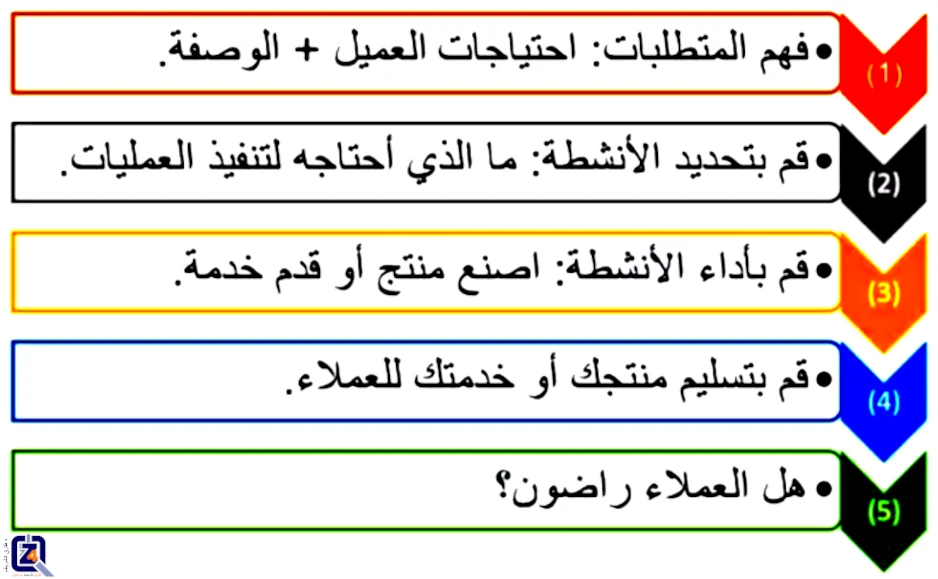 (1)
• فهم المتطلبات: احتياجات العميل + الوصفة.
(2)
• قم بتحديد الأنشطة: ما الذي أحتاجه لتنفيذ العمليات.
(3)
• قم بأداء الأنشطة: اصنع منتج أو قدم خدمة.
(4)
• قم بتسليم منتجك أو خدمتك للعملاء.
(5)
• هل العملاء راضون؟
Z4